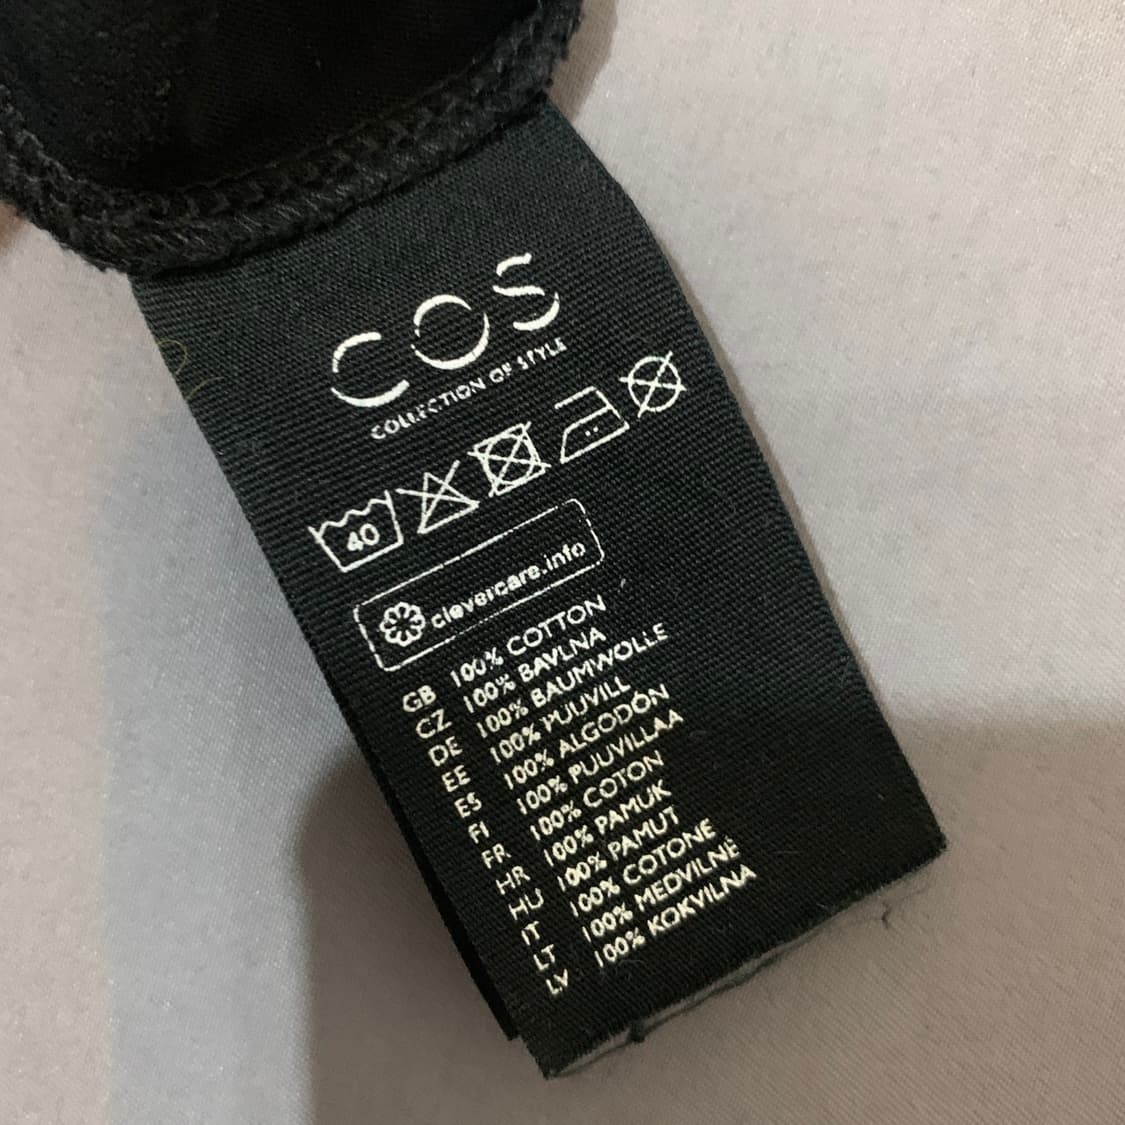 COS
COLLECTION OF STYLE
40
clevercare.info
GB 100% COTTON
CZ 100% BAVLNA
DE 100% BAUMWOLLE
EE 100% PUUVILL
ES 100% ALGODÓN
FI 100% PUUVILLAA
FR 100% COTON
HR 100% PAMUK
HU 100% PAMUT
IT 100% COTONE
LT 100% MEDVILNĖ
LV 100% KOKVILNA